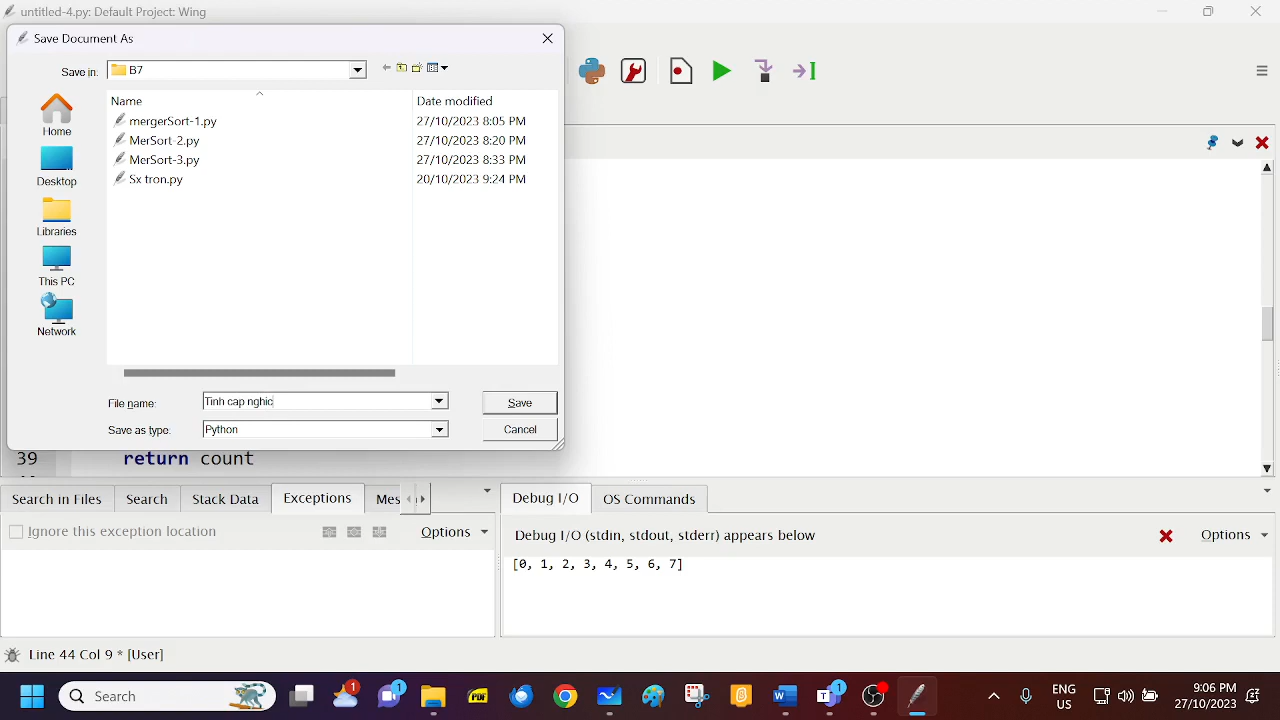 untitled-4.py: Default Project: Wing
Save Document As
Save in:
B7
Name
Date modified
mergerSort-1.py
27/10/2023 8:05 PM
MerSort-2.py
27/10/2023 8:20 PM
MerSort-3.py
27/10/2023 8:33 PM
Sx tron.py
20/10/2023 9:24 PM
Home
Desktop
Libraries
This PC
Network
File name:
Tinh cap nghic
Save
Save as type:
Python
Cancel
39
return count
Search in Files
Search
Stack Data
Exceptions
Mes
Debug I/O
OS Commands
Ignore this exception location
Options
Debug I/O (stdin, stdout, stderr) appears below
Options
[0, 1, 2, 3, 4, 5, 6, 7]
Line 44 Col 9 * [User]
Search
1
1
PDF
1
ENG
US
9:06 PM
27/10/2023